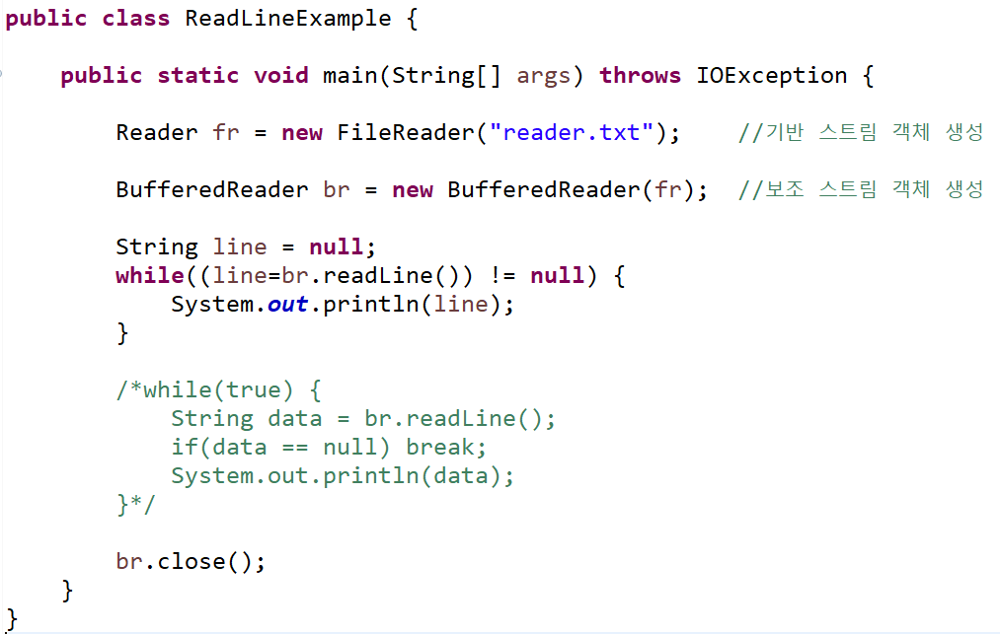 public class ReadLineExample {
public static void main(String[] args) throws IOException {
Reader fr = new FileReader("reader.txt"); //기반 스트림 객체 생성
BufferedReader br = new BufferedReader(fr); //보조 스트림 객체 생성
String line = null;
while((line=br.readLine()) != null) {
System.out.println(line);
}
/*while(true) {
String data = br.readLine();
if(data == null) break;
System.out.println(data);
}*/
br.close();
}
}